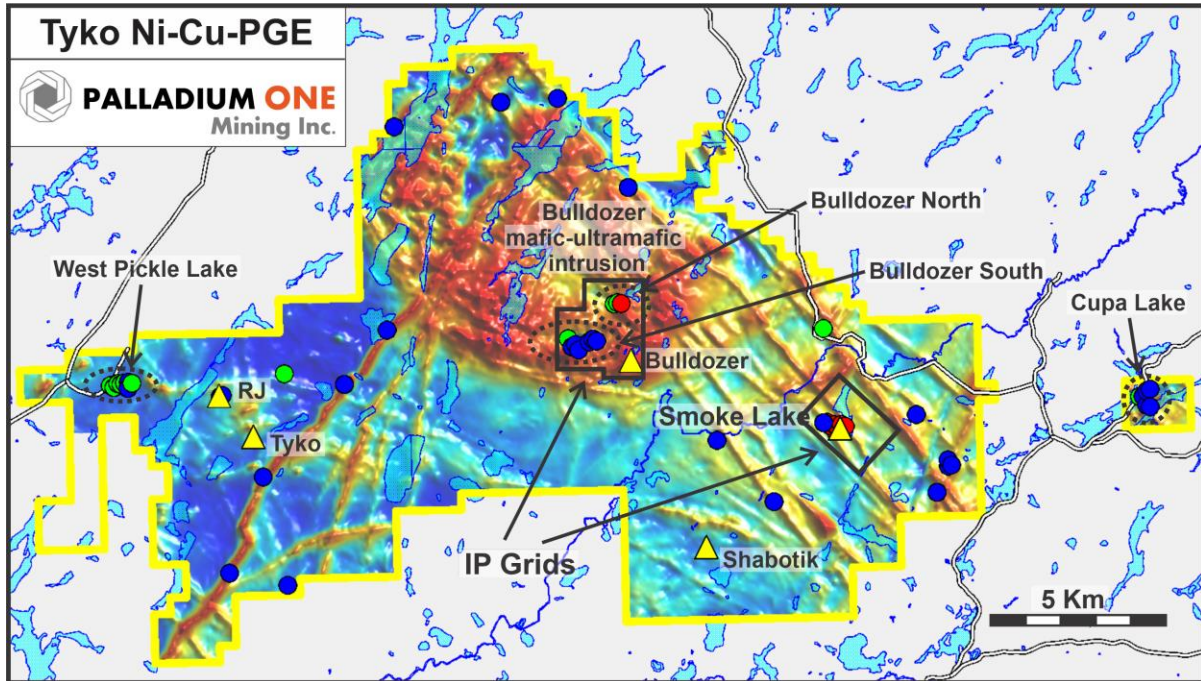 Tyko Ni-Cu-PGE
PALLADIUM ONE
Mining Inc.
Bulldozer North
Bulldozer
mafic-ultramafic
intrusion
West Pickle Lake
Bulldozer South
Cupa Lake
Bulldozer
RJ
Smoke Lake
Tyko
IP Grids
Shabotik
5 Km